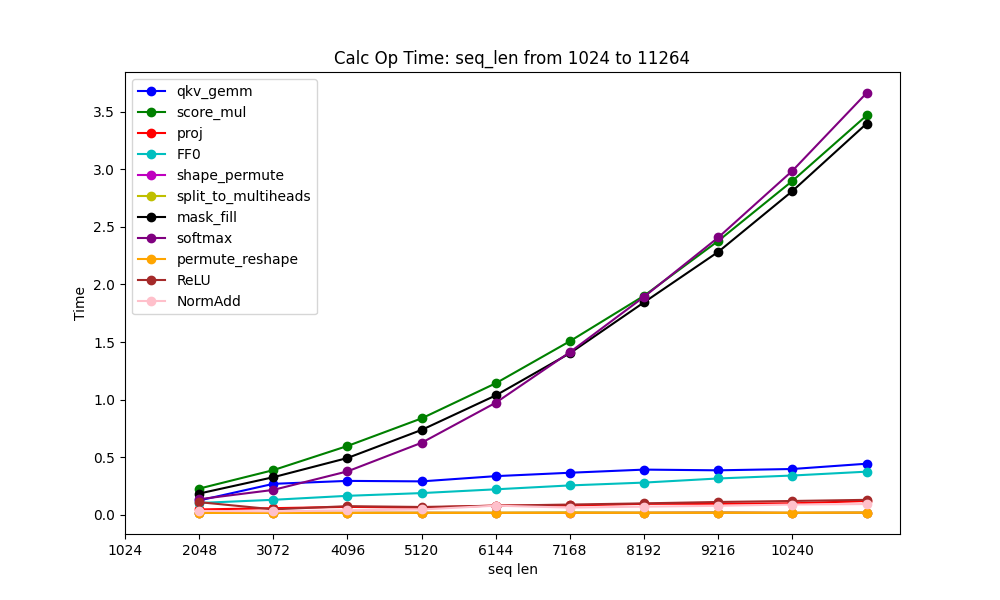 Calc Op Time: seq_len from 1024 to 11264
qkv_gemm
score_mul
proj
FF0
shape_permute
split_to_multiheads
mask_fill
softmax
permute_reshape
ReLU
NormAdd
Time
3.5
3.0
2.5
2.0
1.5
1.0
0.5
0.0
1024 2048 3072 4096 5120 6144 7168 8192 9216 10240
seq len